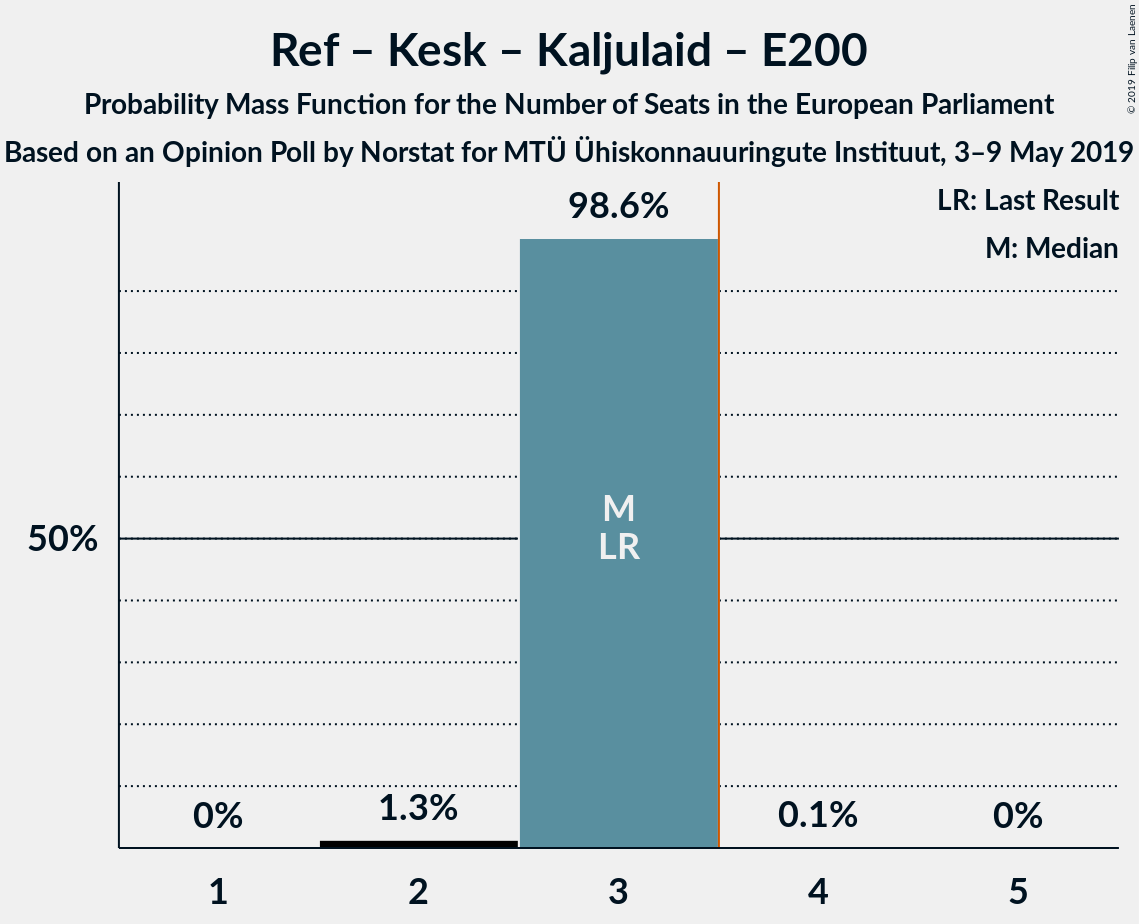 Ref – Kesk – Kaljulaid – E200
Probability Mass Function for the Number of Seats in the European Parliament
Based on an Opinion Poll by Norstat for MTÜ Ühiskonnauuringute Instituut, 3–9 May 2019
© 2019 Filip van Laenen
LR: Last Result
M: Median
98.6%
M
LR
50%
0%
1.3%
0.1%
0%
1
2
3
4
5